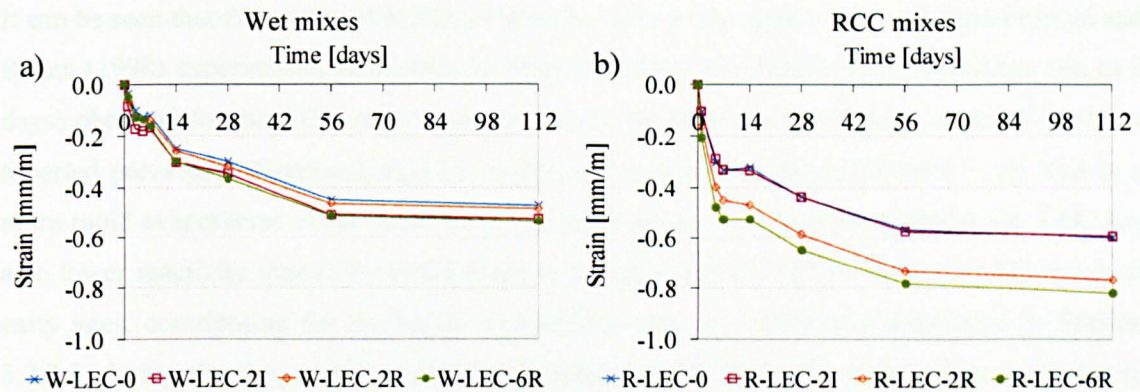 Wet mixes
RCC mixes
a)
Time [days]
b)
Time [days]
0.0
0 14 28 42 56 70 84 98 112
-0.2
-0.4
-0.6
-0.8
-1.0
Strain [mm/m]
0.0
0 14 28 42 56 70 84 98 112
-0.2
-0.4
-0.6
-0.8
-1.0
Strain [mm/m]
W-LEC-0 W-LEC-2I W-LEC-2R W-LEC-6R
R-LEC-0 R-LEC-2I R-LEC-2R R-LEC-6R